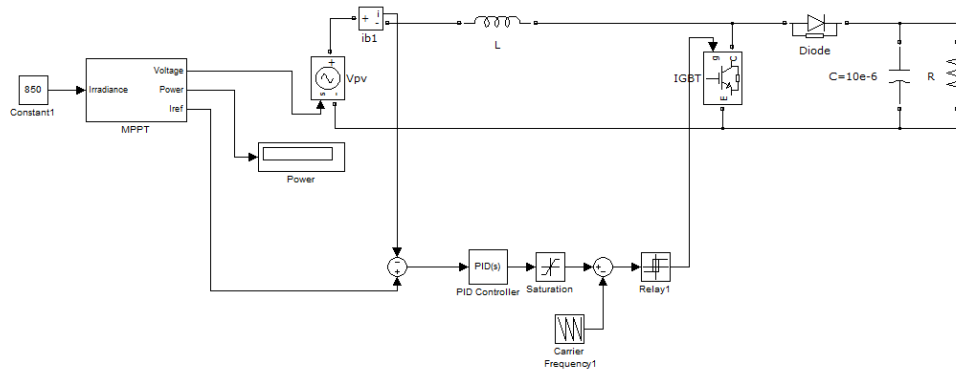 i
+
-
ib1
L
Diode
+
Vpv
s
-
g
C
IGBT
E
C=10e-6
R
850
Constant1
Irradiance
Voltage
Power
Iref
MPPT
Power
−
+
PID(s)
PID Controller
Saturation
+
−
Relay1
Carrier
Frequency1